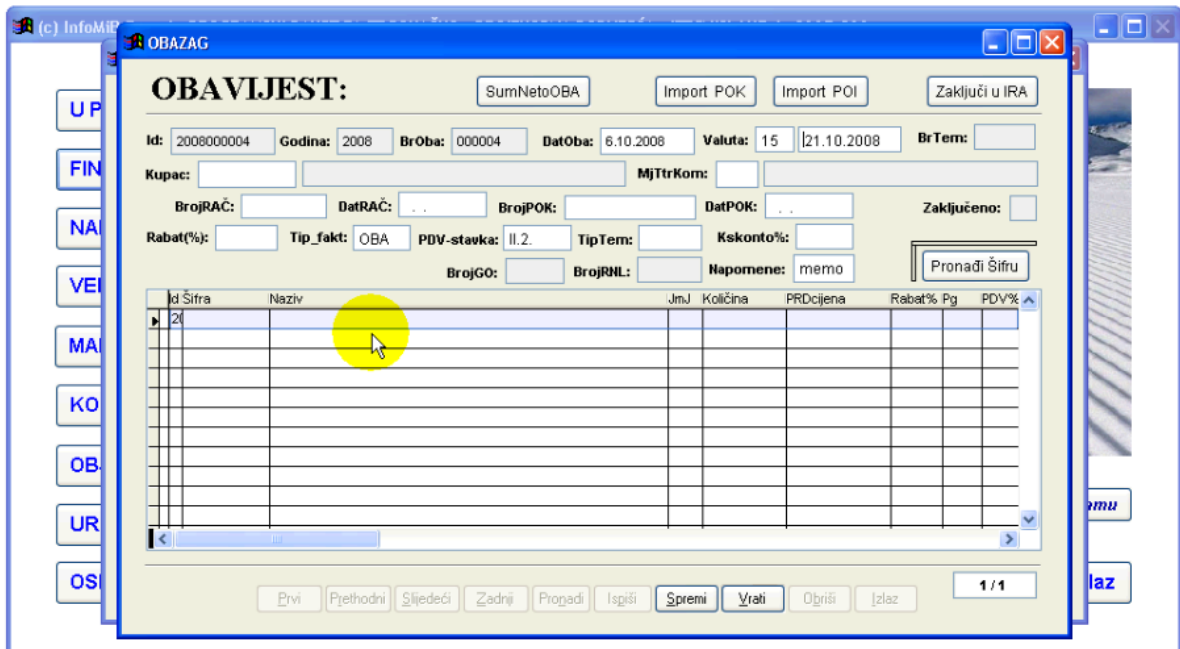 (c) InfoMiB
OBAZAG
OBAVIJEST:
SumNetoOBA
Import POK
Import POI
Zaključi u IRA
Id: 2008000004 Godina: 2008 BrOba: 000004 DatOba: 6.10.2008 Valuta: 15 21.10.2008 BrTem:
Kupac: MjTtrKom:
BrojRAČ: DatRAČ: . . BrojPOK: DatPOK: . . Zaključeno:
Rabat(%): Tip_fakt: OBA PDV-stavka: II.2. TipTem: Kskonto%:
BrojGO: BrojRNL: Napomene: memo Pronađi Šifru
Id Šifra Naziv JmJ Količina PRDcijena Rabat% Pg PDV%
20
Prvi Prethodni Slijedeći Zadnji Pronađi Ispiši Spremi Vrati Obriši Izlaz 1 / 1
U P
FIN
NA
VE
MA
KO
OB
UR
OS
mu
laz